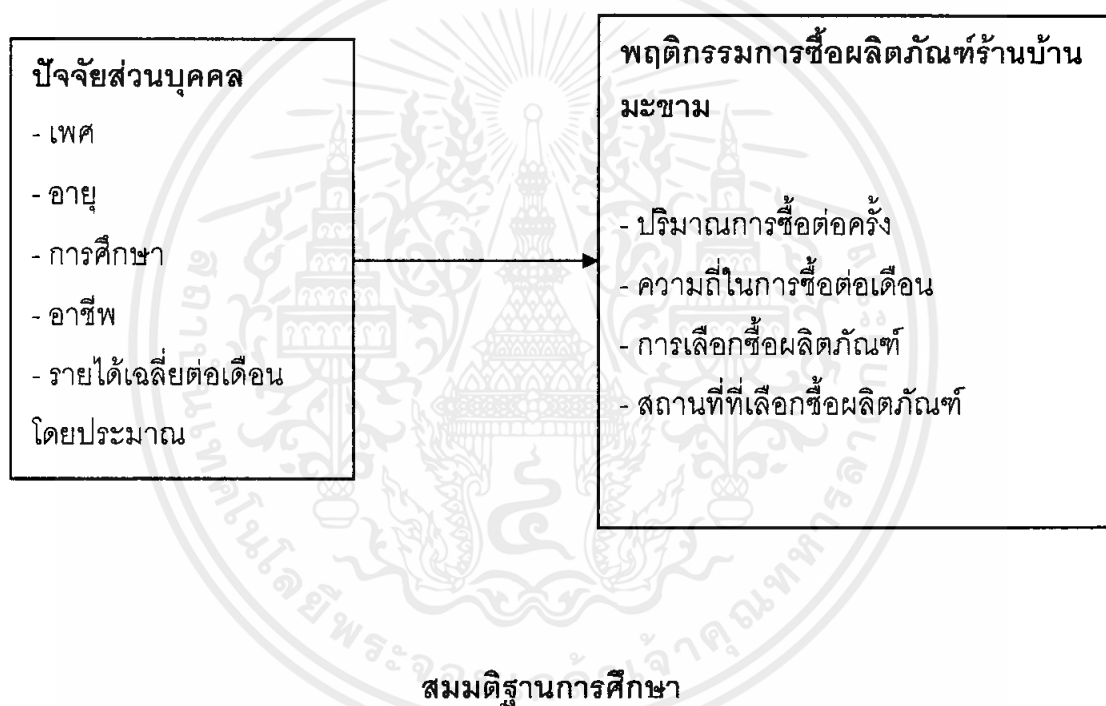 ปัจจัยส่วนบุคคล
- เพศ
- อายุ
- การศึกษา
- อาชีพ
- รายได้เฉลี่ยต่อเดือน
โดยประมาณ
พฤติกรรมการซื้อผลิตภัณฑ์ร้านบ้าน
มะขาม
- ปริมาณการซื้อต่อครั้ง
- ความถี่ในการซื้อต่อเดือน
- การเลือกซื้อผลิตภัณฑ์
- สถานที่ที่เลือกซื้อผลิตภัณฑ์
สมมติฐานการศึกษา